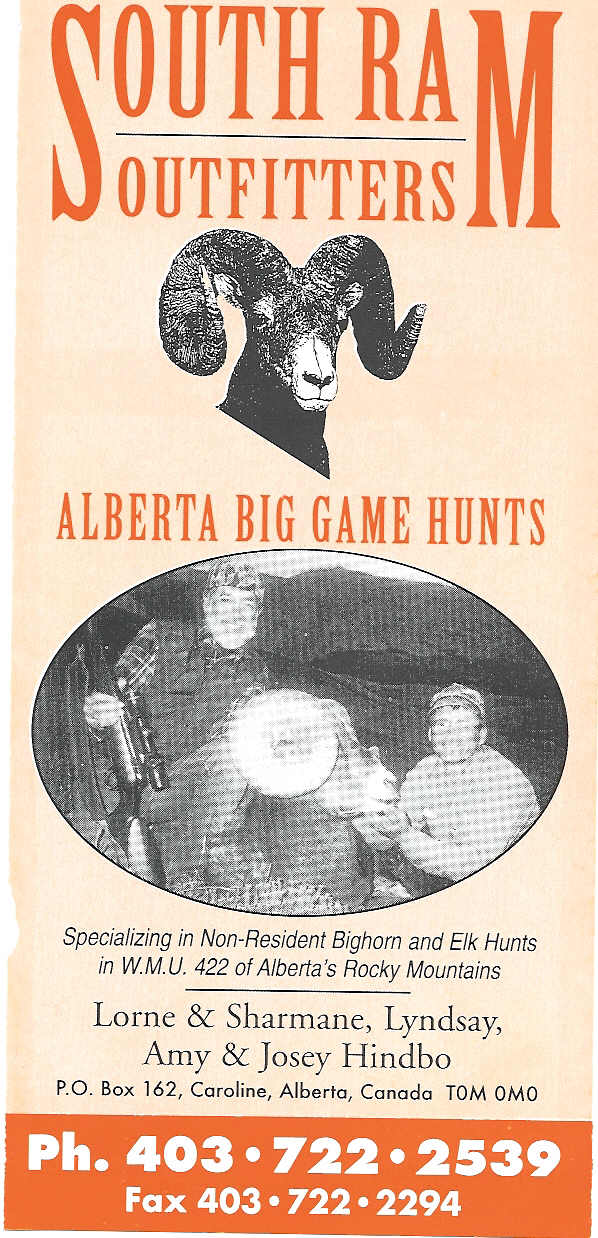 SOUTH RAM
OUTFITTERS
ALBERTA BIG GAME HUNTS
Specializing in Non-Resident Bighorn and Elk Hunts
in W.M.U. 422 of Alberta's Rocky Mountains
Lorne & Sharmane, Lyndsay,
Amy & Josey Hindbo
P.O. Box 162, Caroline, Alberta, Canada T0M 0M0
Ph. 403•722•2539
Fax 403•722•2294